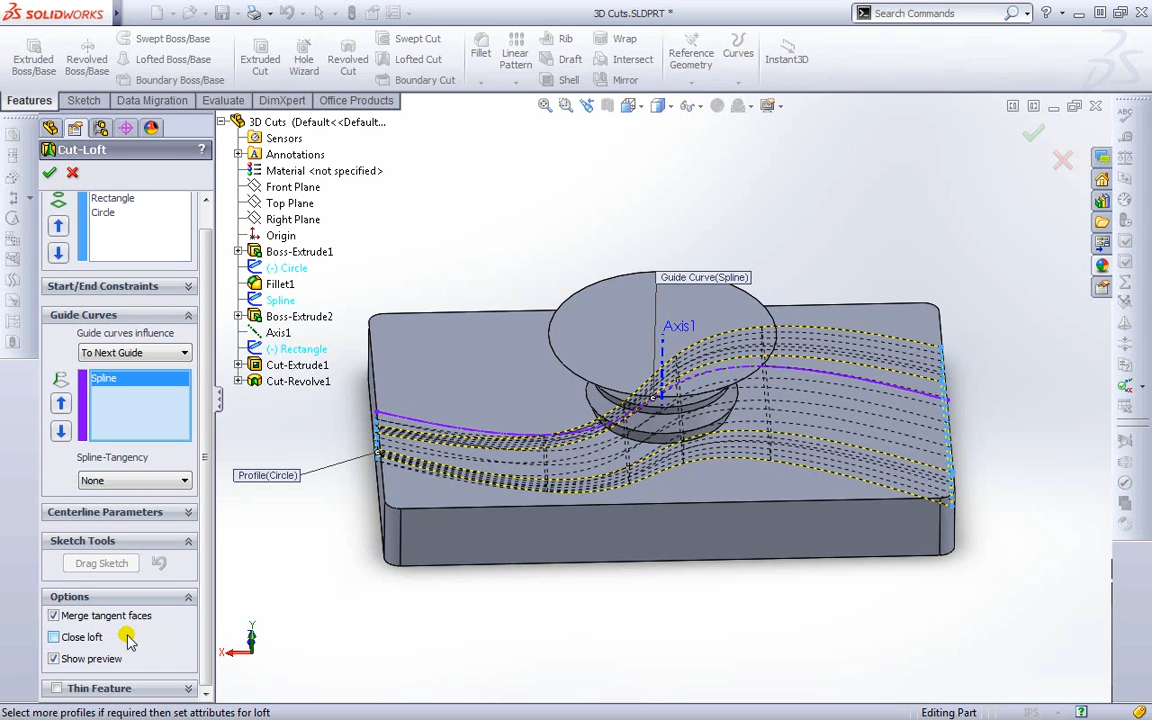 SOLIDWORKS
3D Cuts.SLDPRT *
Search Commands
Extruded Boss/Base
Revolved Boss/Base
Swept Boss/Base
Lofted Boss/Base
Boundary Boss/Base
Extruded Cut
Hole Wizard
Revolved Cut
Swept Cut
Lofted Cut
Boundary Cut
Fillet
Linear Pattern
Rib
Draft
Shell
Wrap
Intersect
Mirror
Reference Geometry
Curves
Instant3D
Features
Sketch
Data Migration
Evaluate
DimXpert
Office Products
Cut-Loft
?
Rectangle
Circle
Start/End Constraints
Guide Curves
Guide curves influence
To Next Guide
Spline
Spline-Tangency
None
Centerline Parameters
Sketch Tools
Drag Sketch
Options
Merge tangent faces
Close loft
Show preview
Thin Feature
3D Cuts (Default<<Default...
Sensors
Annotations
Material <not specified>
Front Plane
Top Plane
Right Plane
Origin
Boss-Extrude1
(-) Circle
Fillet1
Spline
Boss-Extrude2
Axis1
(-) Rectangle
Cut-Extrude1
Cut-Revolve1
Guide Curve(Spline)
Axis1
Profile(Circle)
Y
X
Select more profiles if required then set attributes for loft
Editing Part
IPS